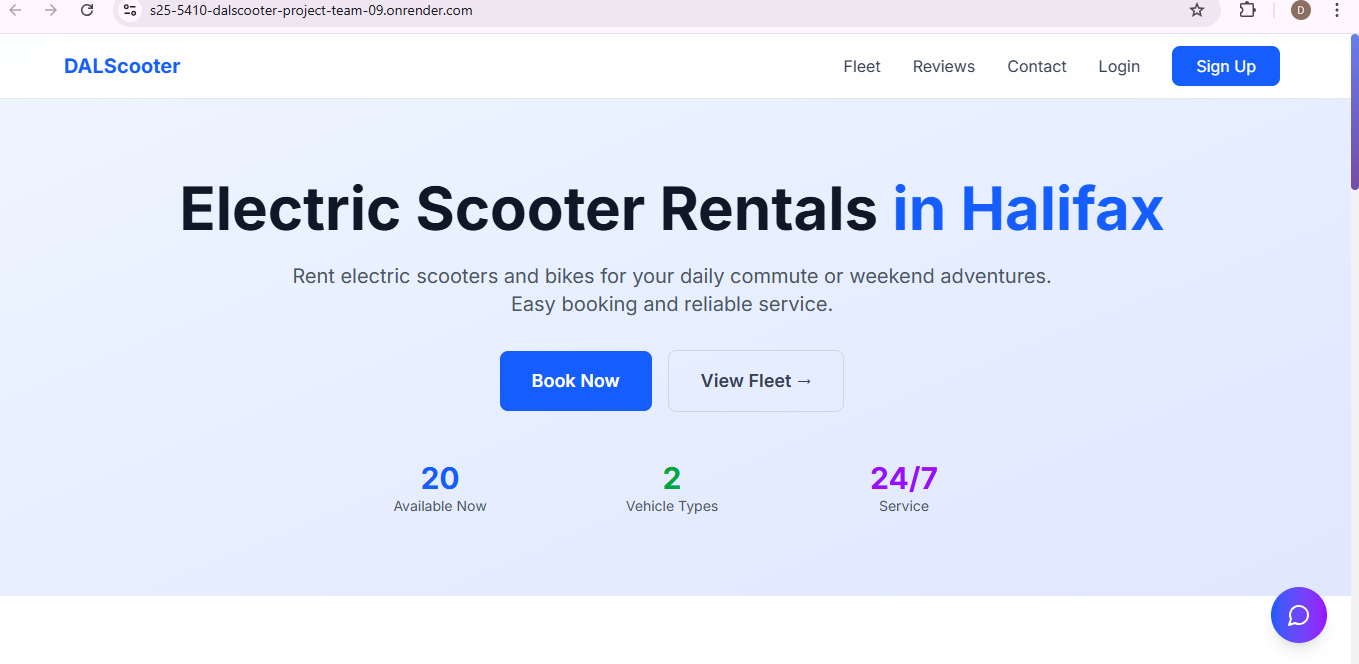 s25-5410-dalscooter-project-team-09.onrender.com
D
DALScooter
Fleet
Reviews
Contact
Login
Sign Up
Electric Scooter Rentals in Halifax
Rent electric scooters and bikes for your daily commute or weekend adventures.
Easy booking and reliable service.
Book Now
View Fleet →
20
Available Now
2
Vehicle Types
24/7
Service